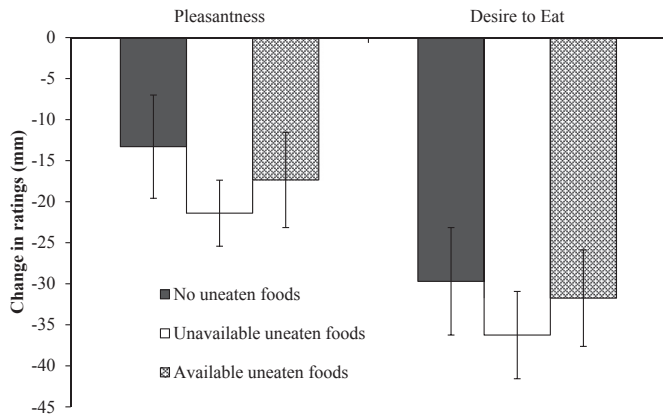 Pleasantness Desire to Eat
0
-5
-10
-15
-20
-25
-30
-35
-40
-45
Change in ratings (mm)
No uneaten foods
Unavailable uneaten foods
Available uneaten foods